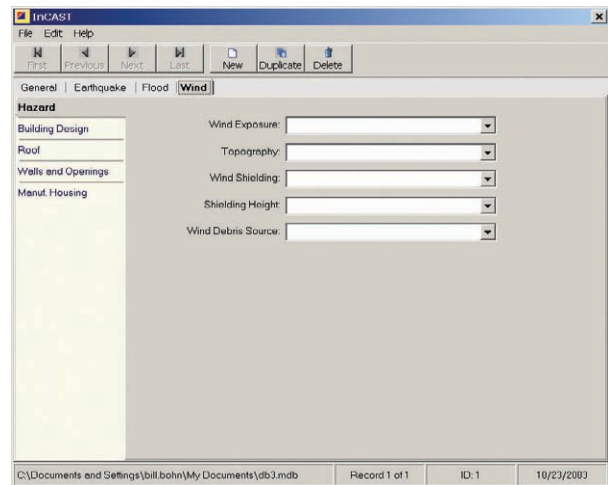 InCAST
File Edit Help
First Previous Next Last New Duplicate Delete
General Earthquake Flood Wind
Hazard
Building Design
Roof
Walls and Openings
Manuf. Housing
Wind Exposure:
Topography:
Wind Shielding:
Shielding Height:
Wind Debris Source:
C:\Documents and Settings\bill.bohn\My Documents\db3.mdb Record 1 of 1 ID: 1 10/23/2003